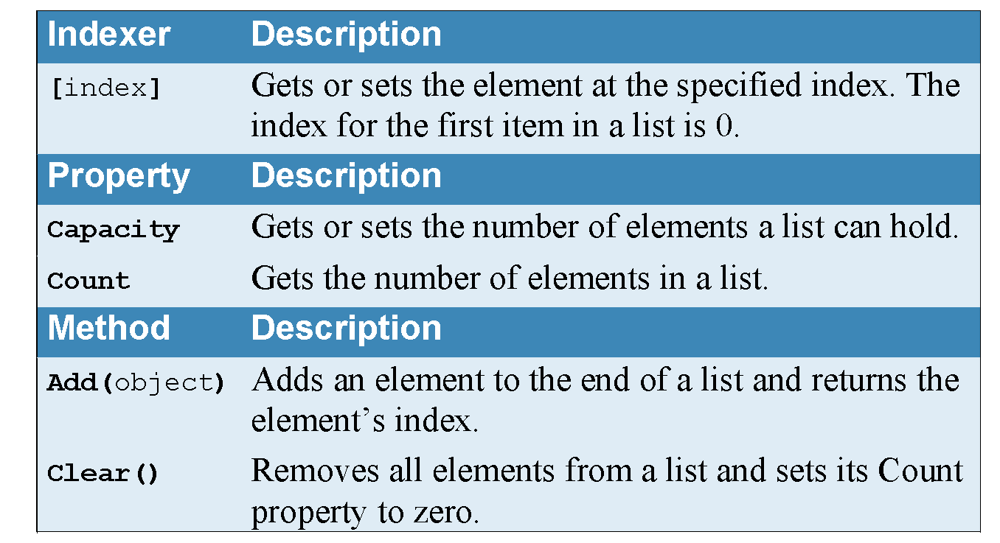 Indexer Description
[index] Gets or sets the element at the specified index. The
index for the first item in a list is 0.
Property Description
Capacity Gets or sets the number of elements a list can hold.
Count Gets the number of elements in a list.
Method Description
Add(object) Adds an element to the end of a list and returns the
element’s index.
Clear() Removes all elements from a list and sets its Count
property to zero.